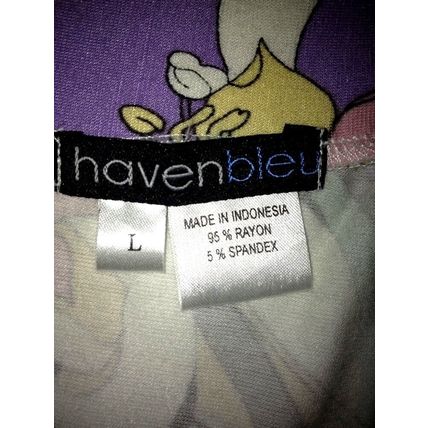 havenbleu
L
MADE IN INDONESIA
95 % RAYON
5 % SPANDEX